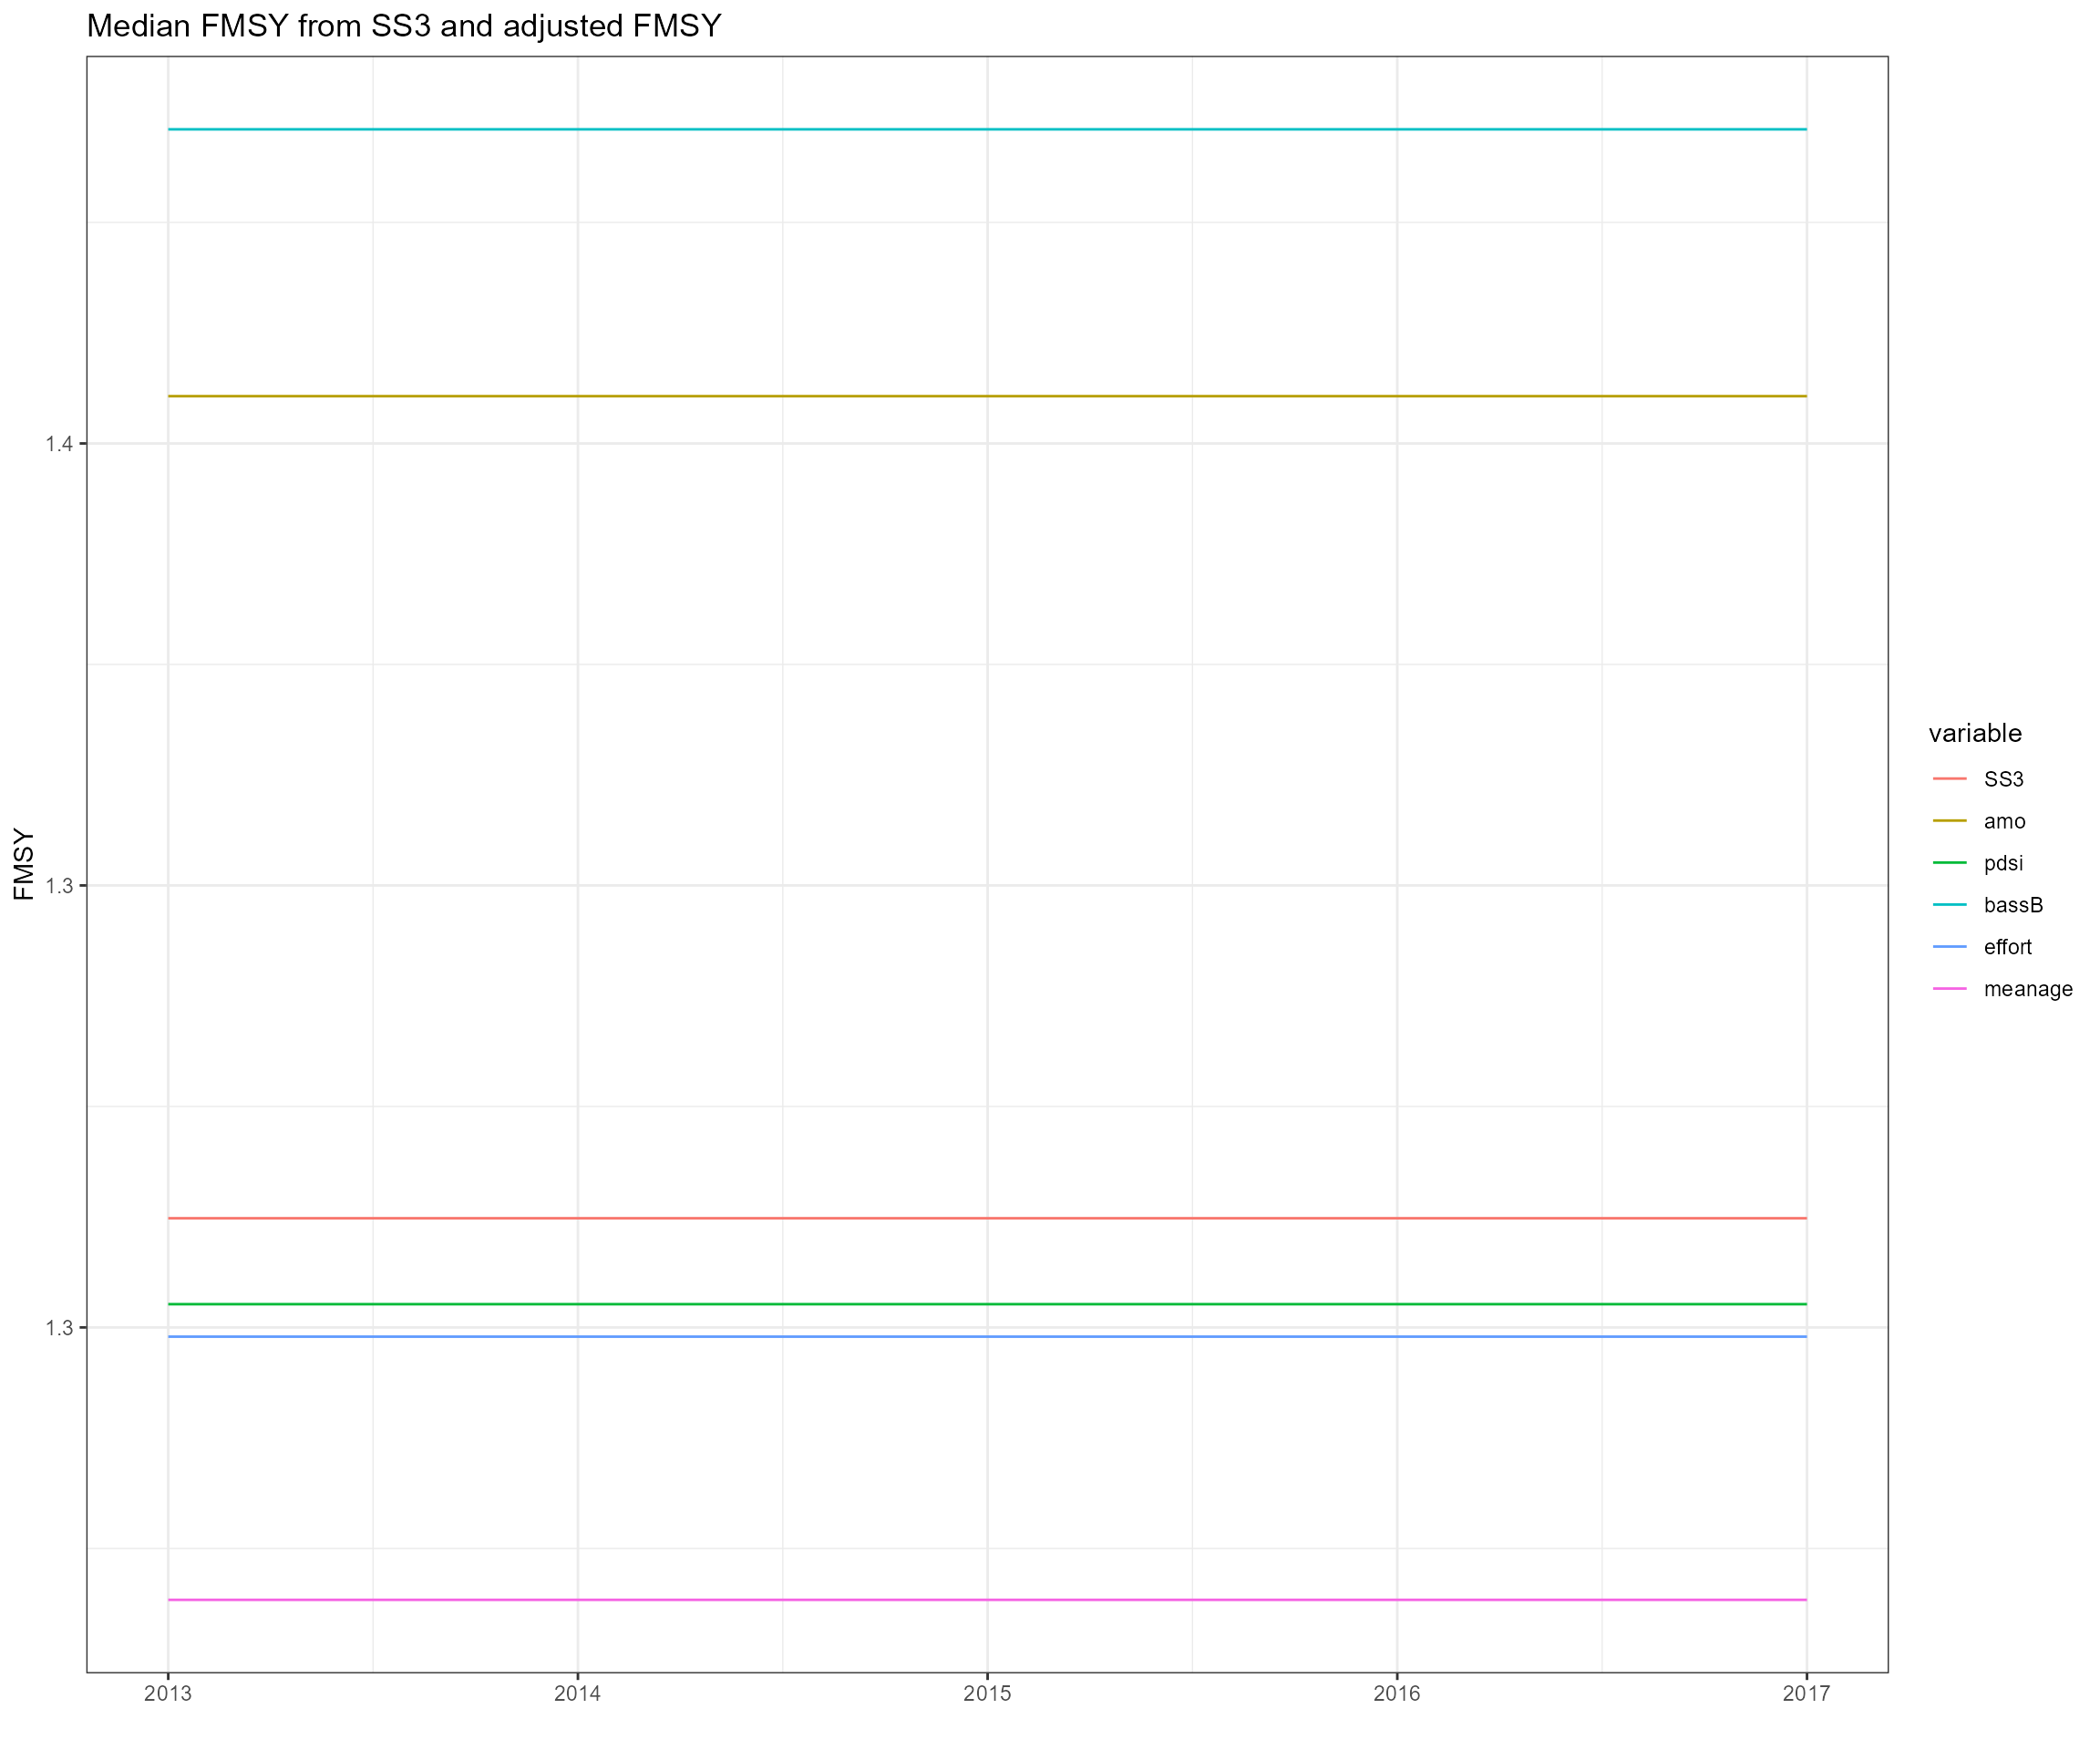 Median FMSY from SS3 and adjusted FMSY
FMSY
1.4
1.3
1.3
2013
2014
2015
2016
2017
variable
SS3
amo
pdsi
bassB
effort
meanage